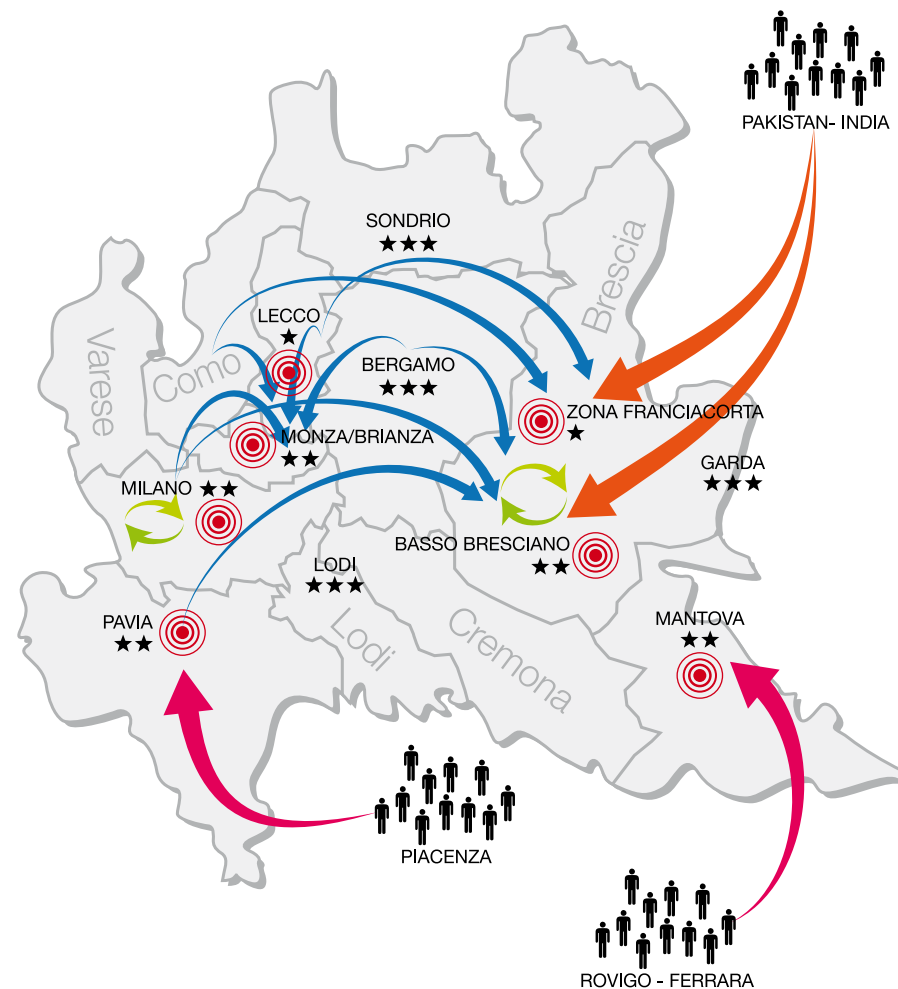 PAKISTAN- INDIA
SONDRIO
★★★
Brescia
LECCO
★
Varese
Como
BERGAMO
★★★
ZONA FRANCIACORTA
★
MONZA/BRIANZA
★★
GARDA
★★★
MILANO ★★
BASSO BRESCIANO
★★
LODI
★★★
PAVIA
★★
Lodi
Cremona
MANTOVA
★★
PIACENZA
ROVIGO - FERRARA